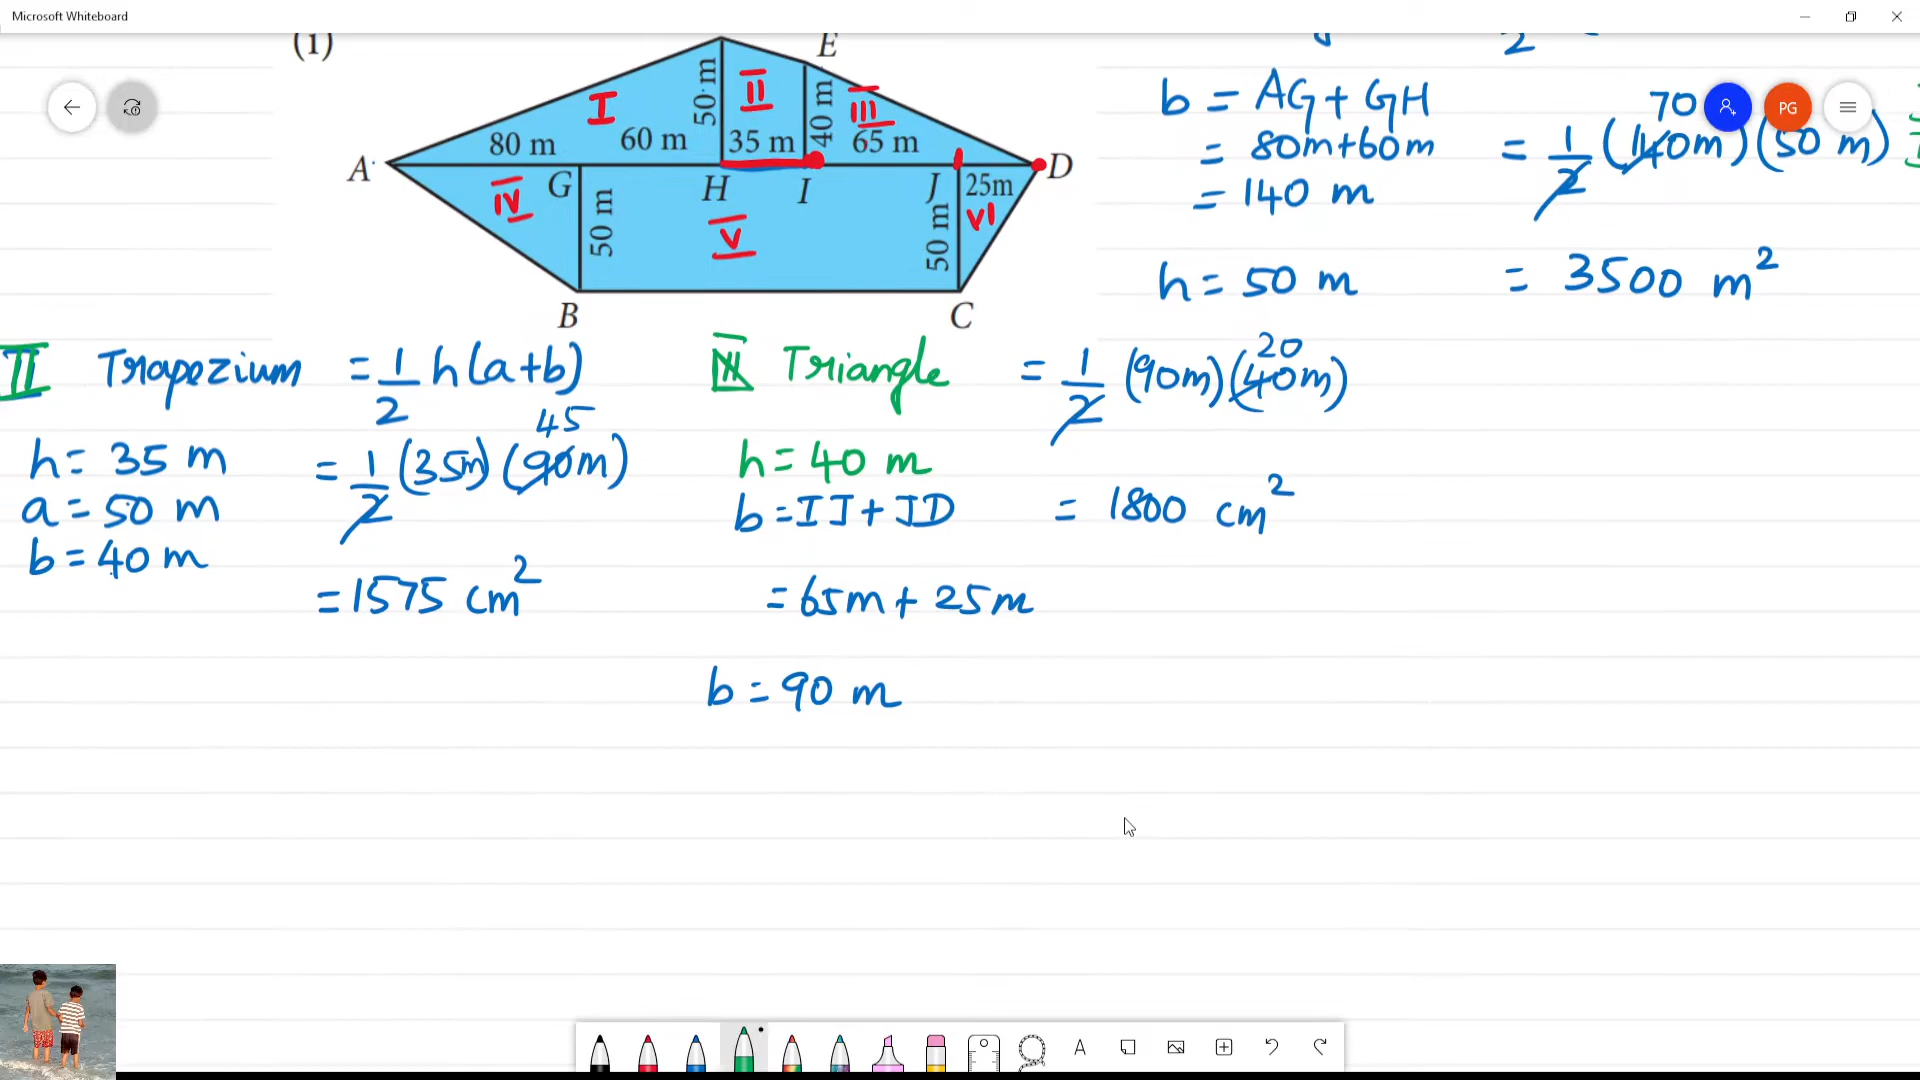 Microsoft Whiteboard
(1)
E
50 m
II
40 m
III
I
80 m
60 m
35 m
65 m
A
D
IV
G
H
I
J
25m
VI
50 m
V
50 m
B
C
2
b = AG + GH
= 80m+60m
= 140 m
h = 50 m
70
PG
= 1/2 (140m) (50 m)
= 3500 m²
II Trapezium = 1/2 h(a+b)
h = 35 m
a = 50 m
b = 40 m
45
= 1/2 (35m) (90m)
= 1575 cm²
III Triangle
h = 40 m
b = IJ + JD
= 65m + 25m
b = 90 m
20
= 1/2 (90m) (40m)
= 1800 cm²
A